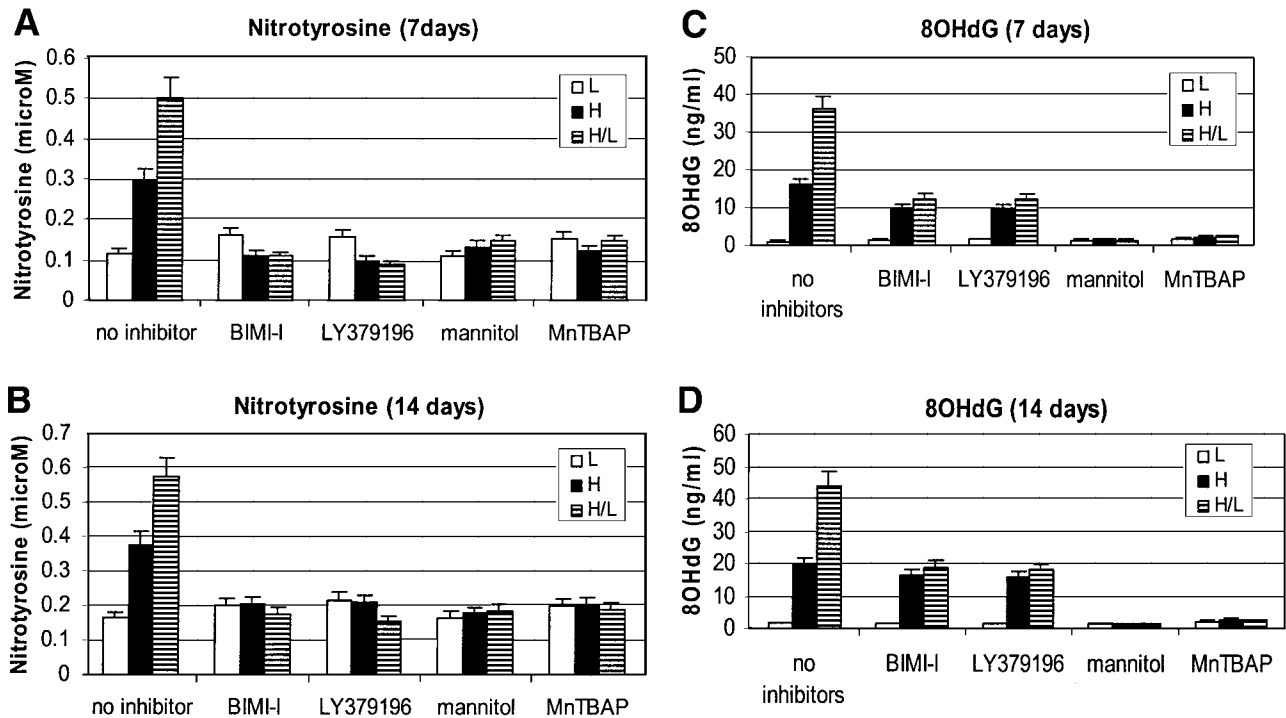 A
Nitrotyrosine (7days)
Nitrotyrosine (microM)
0.6
0.5
0.4
0.3
0.2
0.1
0
L
H
H/L
no inhibitor BIMI-I LY379196 mannitol MnTBAP
C
8OHdG (7 days)
8OHdG (ng/ml)
50
40
30
20
10
0
L
H
H/L
no BIMI-I LY379196 mannitol MnTBAP
inhibitors
B
Nitrotyrosine (14 days)
Nitrotyrosine (microM)
0.7
0.6
0.5
0.4
0.3
0.2
0.1
0
L
H
H/L
no inhibitor BIMI-I LY379196 mannitol MnTBAP
D
8OHdG (14 days)
8OHdG (ng/ml)
60
50
40
30
20
10
0
L
H
H/L
no BIMI-I LY379196 mannitol MnTBAP
inhibitors